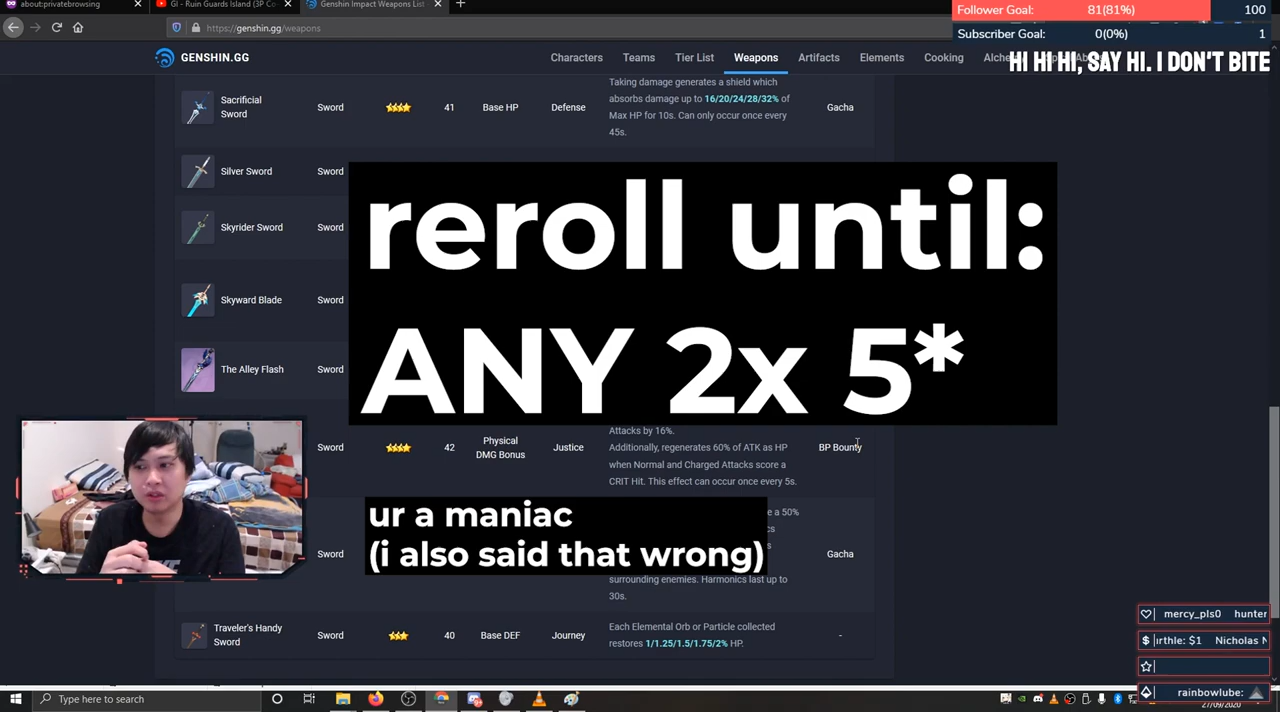 about:privatebrowsing
GI - Ruin Guards Island (3P Co
Genshin Impact Weapons List
Follower Goal: 81(81%) 100
Subscriber Goal: 0(0%) 1
https://genshin.gg/weapons
HI HI HI, SAY HI. I DON'T BITE
GENSHIN.GG
Characters Teams Tier List Weapons Artifacts Elements Cooking Alche
Taking damage generates a shield which
absorbs damage up to 16/20/24/28/32% of
Max HP for 10s. Can only occur once every
45s.
Sacrificial
Sword
Sword 41 Base HP Defense Gacha
Silver Sword Sword
Skyrider Sword Sword
Skyward Blade Sword
The Alley Flash Sword
reroll until:
ANY 2x 5*
Attacks by 16%.
Additionally, regenerates 60% of ATK as HP
when Normal and Charged Attacks score a
CRIT Hit. This effect can occur once every 5s.
Sword 42 Physical
DMG Bonus
Justice BP Bounty
ur a maniac
(i also said that wrong)
e a 50%
Sword Gacha
surrounding enemies. Harmonics last up to
30s.
Traveler's Handy
Sword
Sword 40 Base DEF Journey
Each Elemental Orb or Particle collected
restores 1/1.25/1.5/1.75/2% HP.
-
mercy_pls0 hunter
$ irthle: $1 Nicholas N
rainbowlube:
Type here to search
27/09/2020